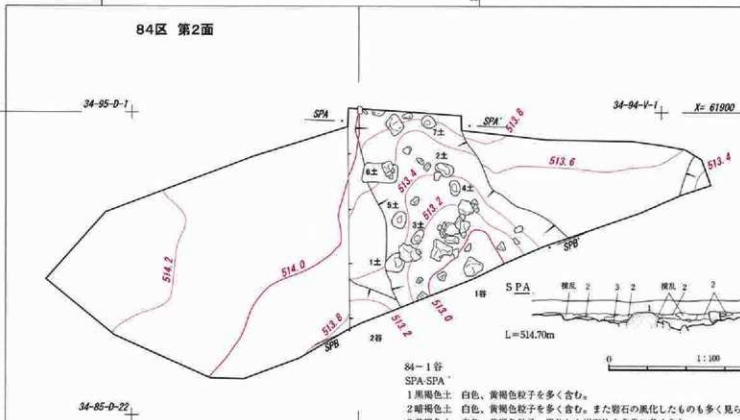 84区 第2面
34-95-D-1
SPA
SPA'
34-94-V-1
X= 61900
513.8
7土
2土
513.6
513.4
6土
513.4
4土
5土
513.2
3土
514.2
514.0
1土
SPB'
513.0
1谷
513.8
513.2
SPB
2谷
SPA
攪乱 2 3 2 攪乱 2 2
L=514.70m
0 1:100
84-1谷
SPA-SPA'
34-85-D-22
1 黒褐色土 白色、黄褐色粒子を多く含む。
2 暗褐色土 白色、黄褐色粒子を多く含む。また岩石の風化したものも多く見ら